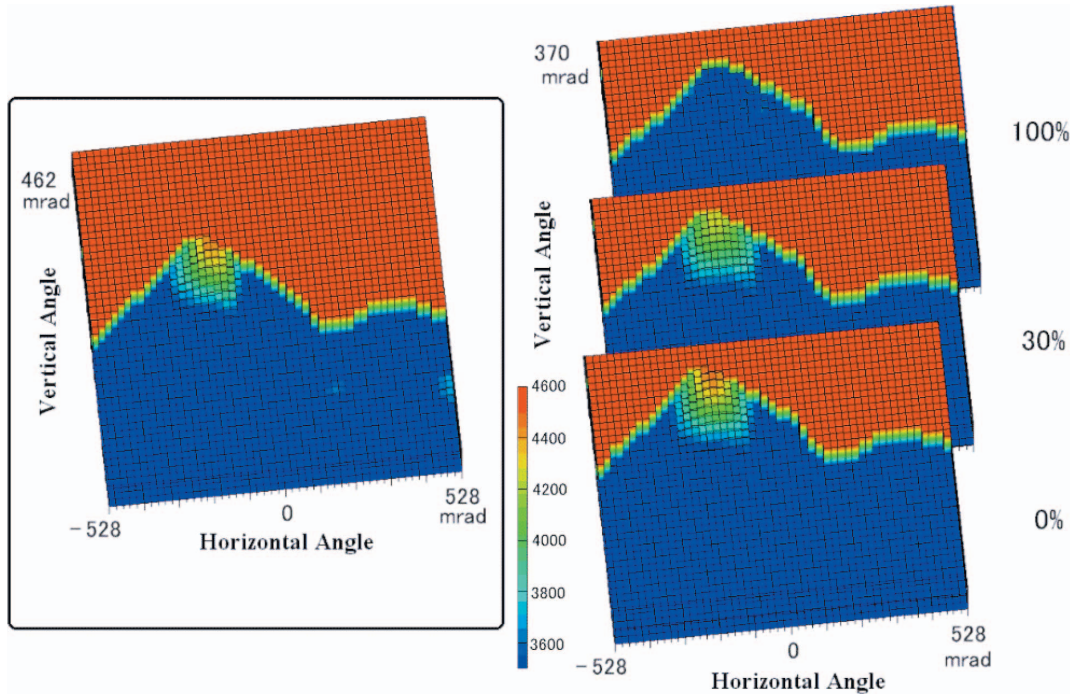 462
mrad
Vertical Angle
-528
0
528
mrad
Horizontal Angle
370
mrad
100%
Vertical Angle
30%
0%
4600
4400
4200
4000
3800
3600
-528
0
528
mrad
Horizontal Angle